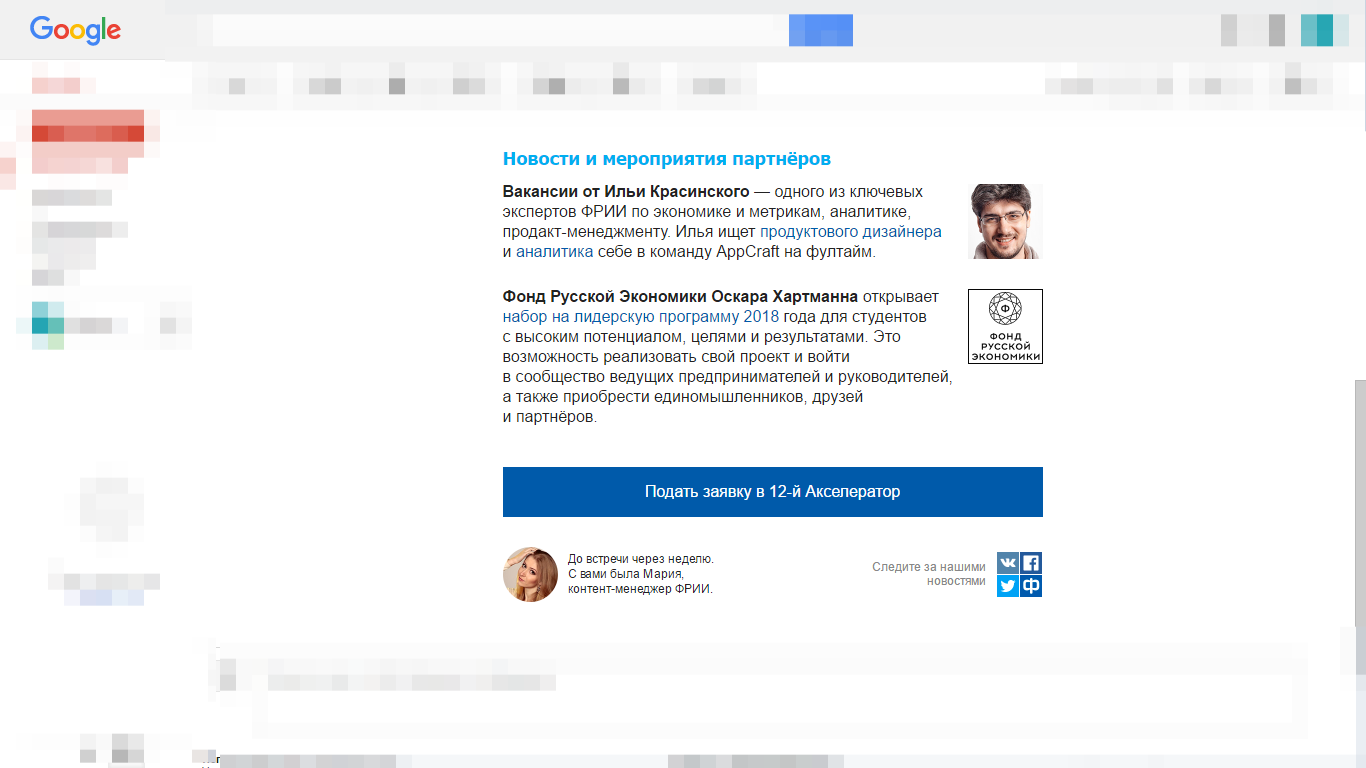 Google
Новости и мероприятия партнёров
Вакансии от Ильи Красинского — одного из ключевых
экспертов ФРИИ по экономике и метрикам, аналитике,
продакт-менеджменту. Илья ищет продуктового дизайнера
и аналитика себе в команду AppCraft на фултайм.
Фонд Русской Экономики Оскара Хартманна открывает
набор на лидерскую программу 2018 года для студентов
с высоким потенциалом, целями и результатами. Это
возможность реализовать свой проект и войти
в сообщество ведущих предпринимателей и руководителей,
а также приобрести единомышленников, друзей
и партнёров.
Ф
ФОНД
РУССКОЙ
ЭКОНОМИКИ
Подать заявку в 12-й Акселератор
До встречи через неделю.
С вами была Мария,
контент-менеджер ФРИИ.
Следите за нашими
новостями